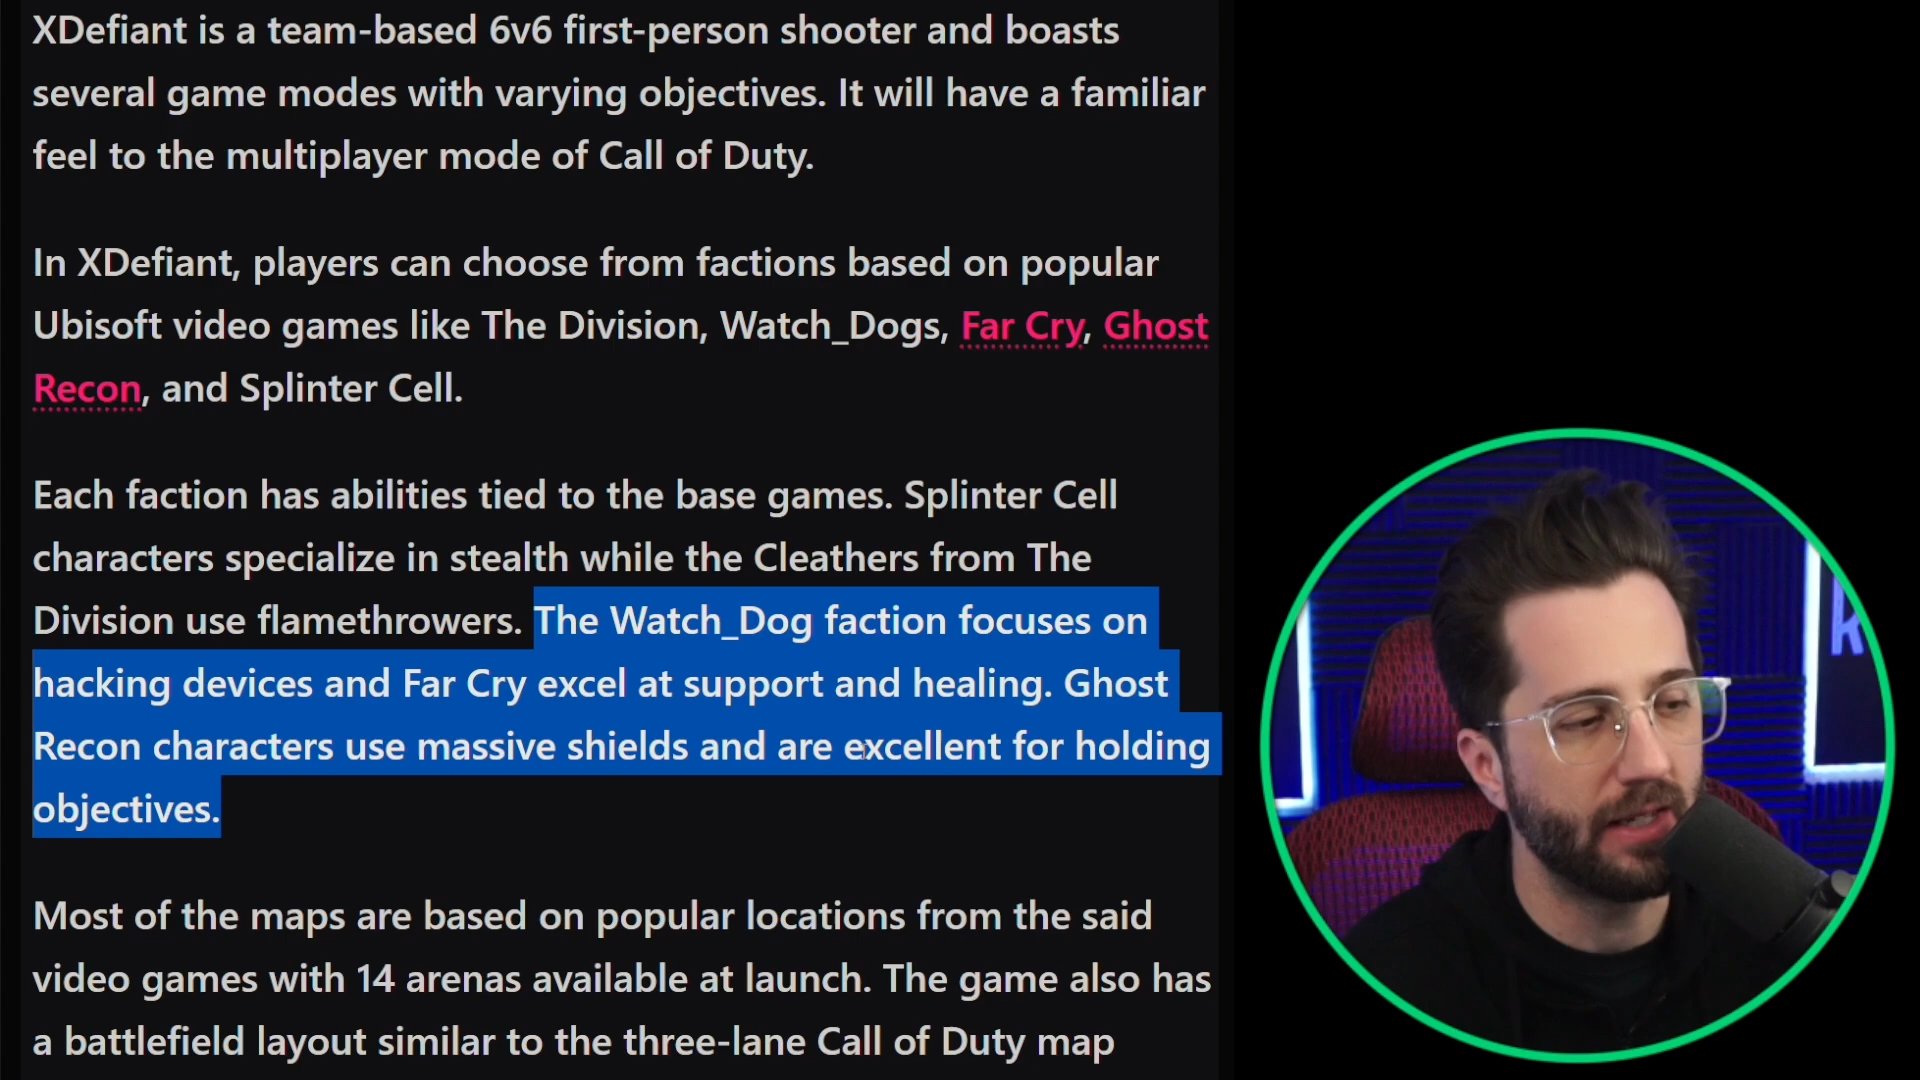 XDefiant is a team-based 6v6 first-person shooter and boasts
several game modes with varying objectives. It will have a familiar
feel to the multiplayer mode of Call of Duty.
In XDefiant, players can choose from factions based on popular
Ubisoft video games like The Division, Watch_Dogs, Far Cry, Ghost
Recon, and Splinter Cell.
Each faction has abilities tied to the base games. Splinter Cell
characters specialize in stealth while the Cleathers from The
Division use flamethrowers. The Watch_Dog faction focuses on
hacking devices and Far Cry excel at support and healing. Ghost
Recon characters use massive shields and are excellent for holding
objectives.
Most of the maps are based on popular locations from the said
video games with 14 arenas available at launch. The game also has
a battlefield layout similar to the three-lane Call of Duty map